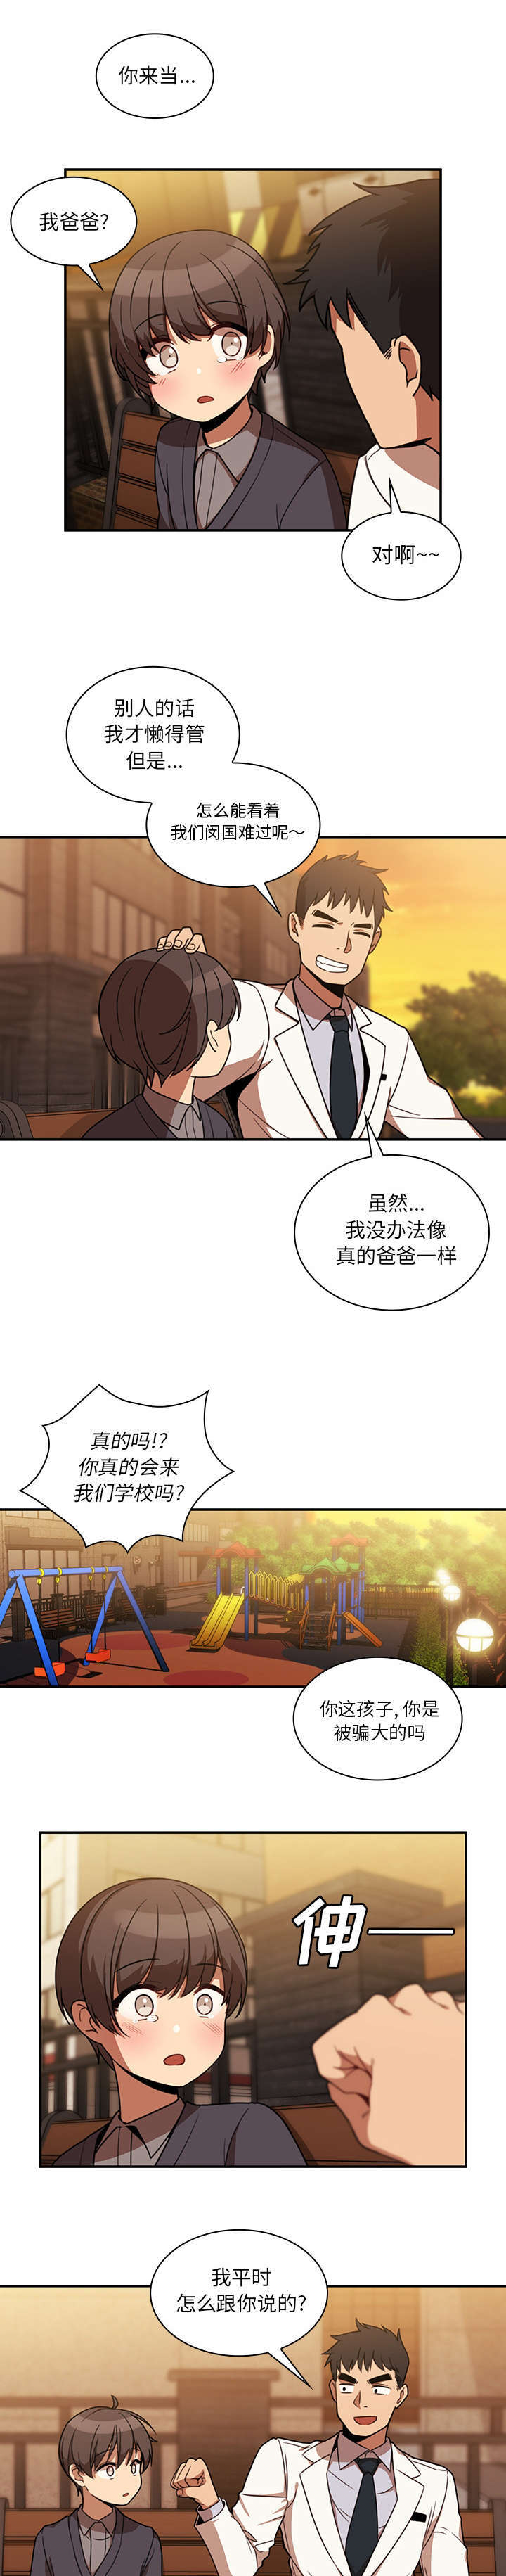 你来当...
我爸爸?
对啊~~
别人的话
我才懒得管
但是...
怎么能看着
我们闵国难过呢~
虽然...
我没办法像
真的爸爸一样
真的吗!?
你真的会来
我们学校吗?
你这孩子, 你是
被骗大的吗
伸——
我平时
怎么跟你说的?